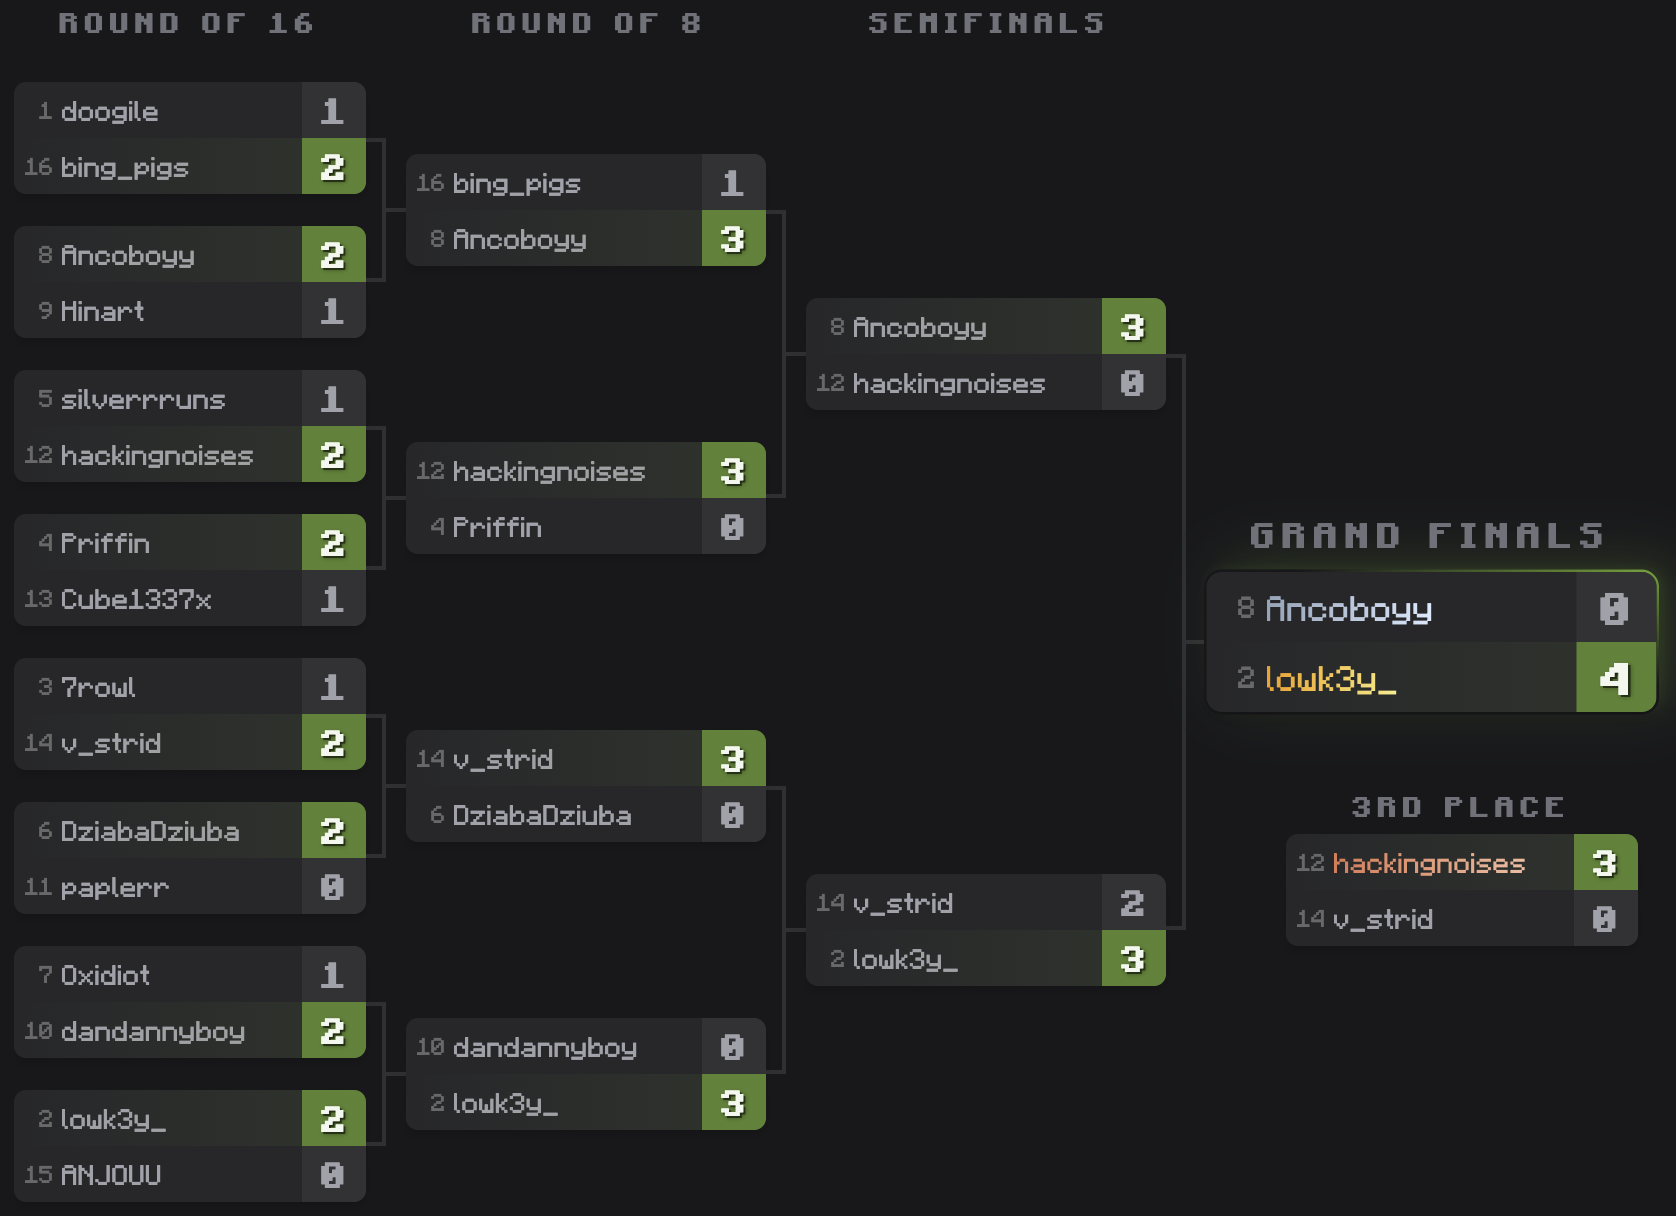 ROUND OF 16
1 doogile 1
16 bing_pigs 2
8 Ancoboyy 2
9 Hinart 1
5 silverrruns 1
12 hackingnoises 2
4 Priffin 2
13 Cube1337x 1
3 7rowl 1
14 v_strid 2
6 DziabaDziuba 2
11 paplerr 0
7 0xidiot 1
10 dandannyboy 2
2 lowk3y_ 2
15 ANJOUU 0
ROUND OF 8
16 bing_pigs 1
8 Ancoboyy 3
12 hackingnoises 3
4 Priffin 0
14 v_strid 3
6 DziabaDziuba 0
10 dandannyboy 0
2 lowk3y_ 3
SEMIFINALS
8 Ancoboyy 3
12 hackingnoises 0
14 v_strid 2
2 lowk3y_ 3
GRAND FINALS
8 Ancoboyy 0
2 lowk3y_ 4
3RD PLACE
12 hackingnoises 3
14 v_strid 0